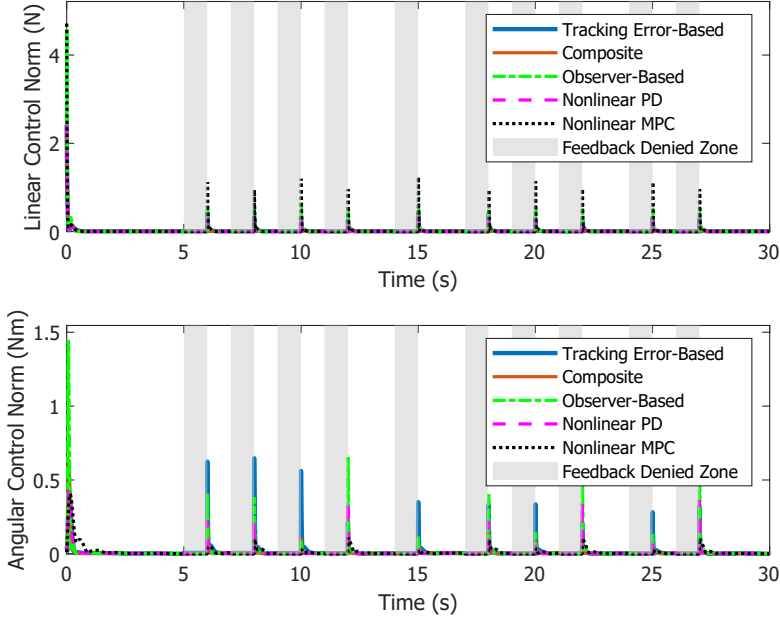 Linear Control Norm (N)
4
2
0
Tracking Error-Based
Composite
Observer-Based
Nonlinear PD
Nonlinear MPC
Feedback Denied Zone
0 5 10 15 20 25 30
Time (s)
Angular Control Norm (Nm)
1.5
1
0.5
0
Tracking Error-Based
Composite
Observer-Based
Nonlinear PD
Nonlinear MPC
Feedback Denied Zone
0 5 10 15 20 25 30
Time (s)